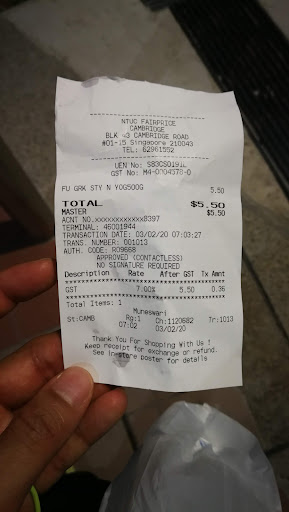 NTUC FAIRPRICE
CAMBRIDGE
BLK 43 CAMBRIDGE ROAD
#01-15 Singapore 210043
TEL: 62961552
UEN No: S83CS0191L
GST No: M4-0004578-0
FU GRK STY N YOG500G 5.50
TOTAL $5.50
MASTER $5.50
ACNT NO.xxxxxxxxxxxx8397
TERMINAL: 46001944
TRANSACTION DATE: 03/02/20 07:03:27
TRANS. NUMBER: 001013
AUTH. CODE: R09668
APPROVED (CONTACTLESS)
NO SIGNATURE REQUIRED
Description Rate After GST Tx Amnt
*****************************************
GST 7.00% 5.50 0.36
*****************************************
Total Items: 1
Muneswari
St:CAMB Rg:1 Ch:1120682 Tr:1013
07:02 03/02/20
Thank You For Shopping With Us !
Keep receipt for exchange or refund.
See in-store poster for details